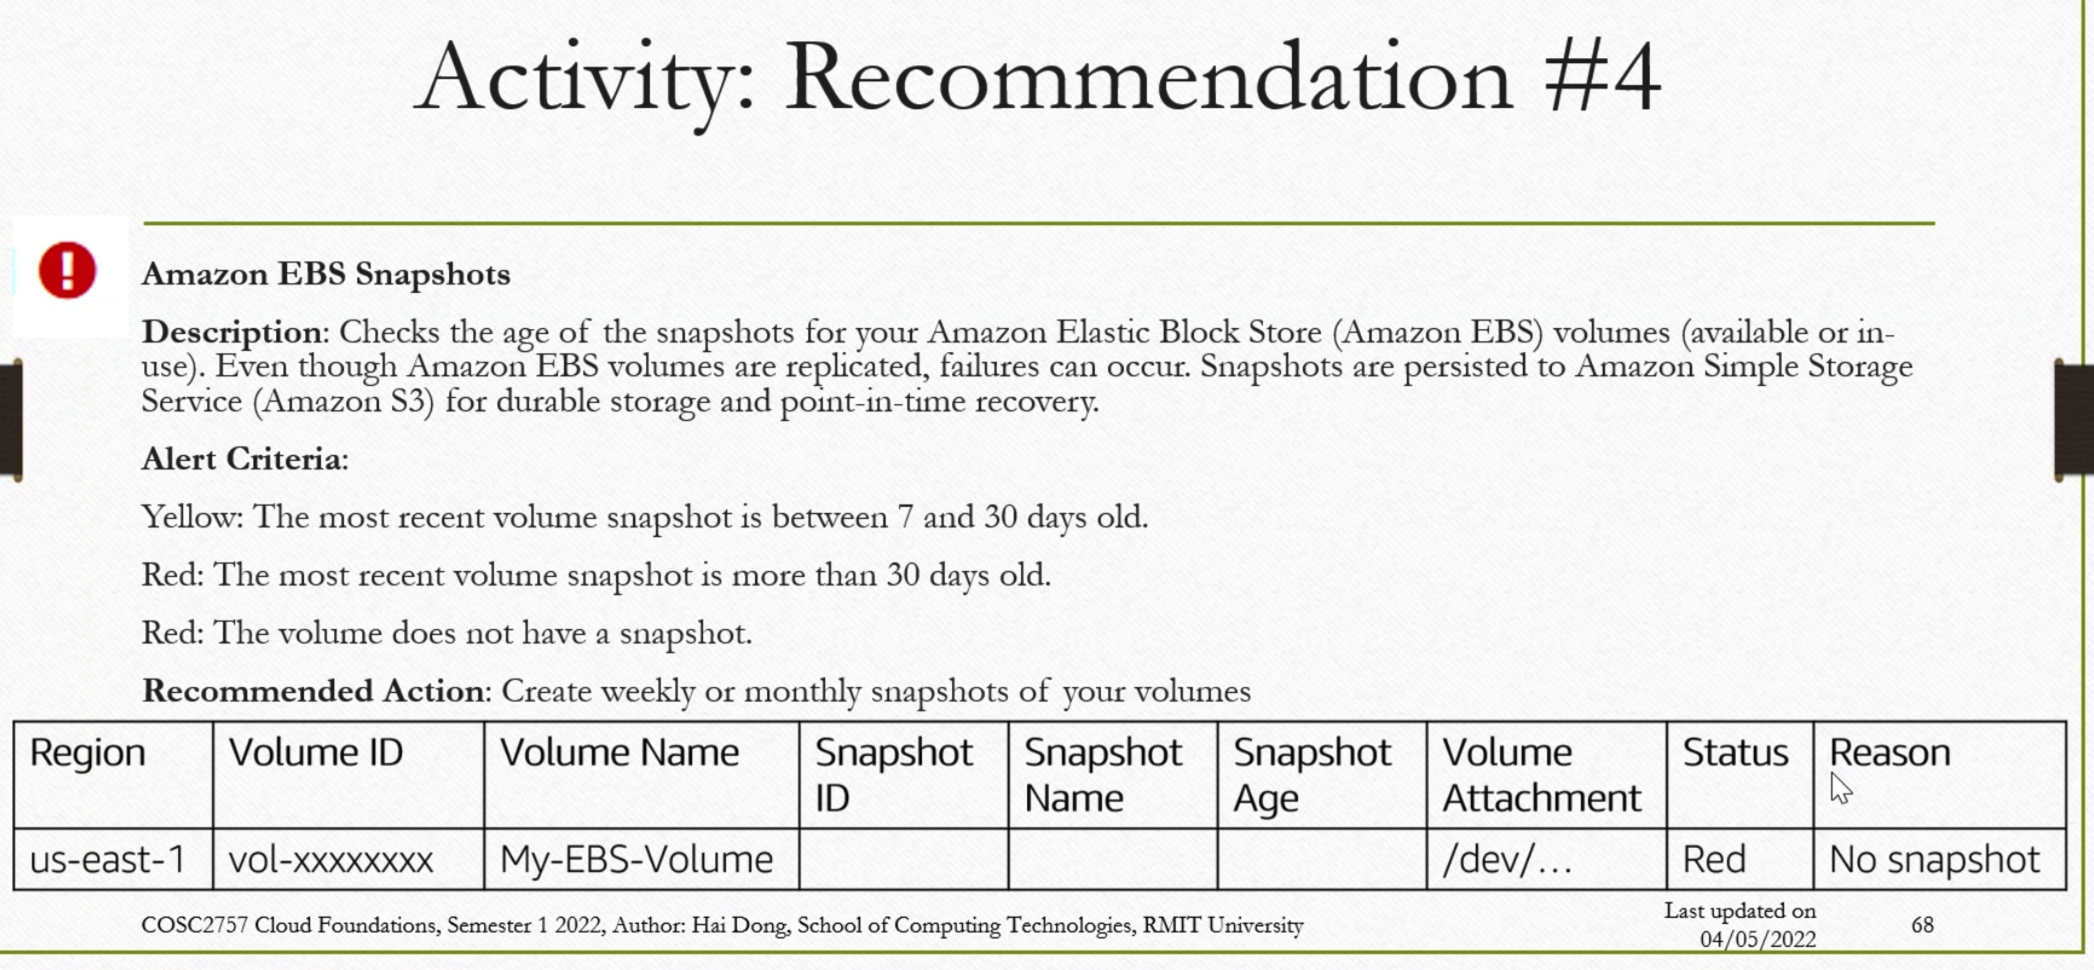 Activity: Recommendation #4
Amazon EBS Snapshots
Description: Checks the age of the snapshots for your Amazon Elastic Block Store (Amazon EBS) volumes (available or in-
use). Even though Amazon EBS volumes are replicated, failures can occur. Snapshots are persisted to Amazon Simple Storage
Service (Amazon S3) for durable storage and point-in-time recovery.
Alert Criteria:
Yellow: The most recent volume snapshot is between 7 and 30 days old.
Red: The most recent volume snapshot is more than 30 days old.
Red: The volume does not have a snapshot.
Recommended Action: Create weekly or monthly snapshots of your volumes
Region Volume ID Volume Name Snapshot ID Snapshot Name Snapshot Age Volume Attachment Status Reason
us-east-1 vol-xxxxxxxx My-EBS-Volume /dev/... Red No snapshot
COSC2757 Cloud Foundations, Semester 1 2022, Author: Hai Dong, School of Computing Technologies, RMIT University
Last updated on
04/05/2022
68